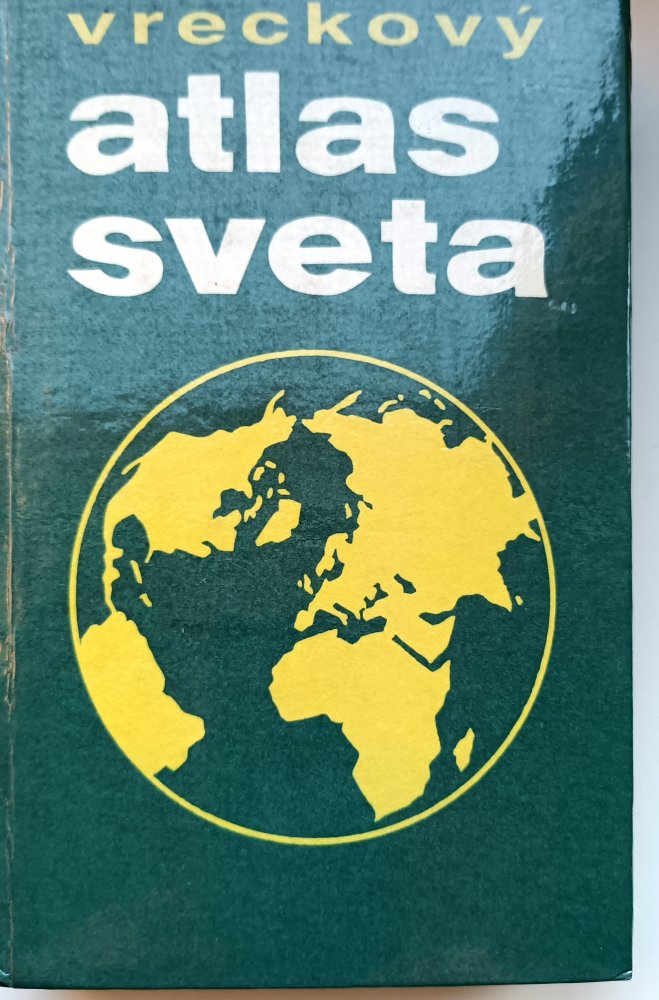 vreckový
atlas
sveta